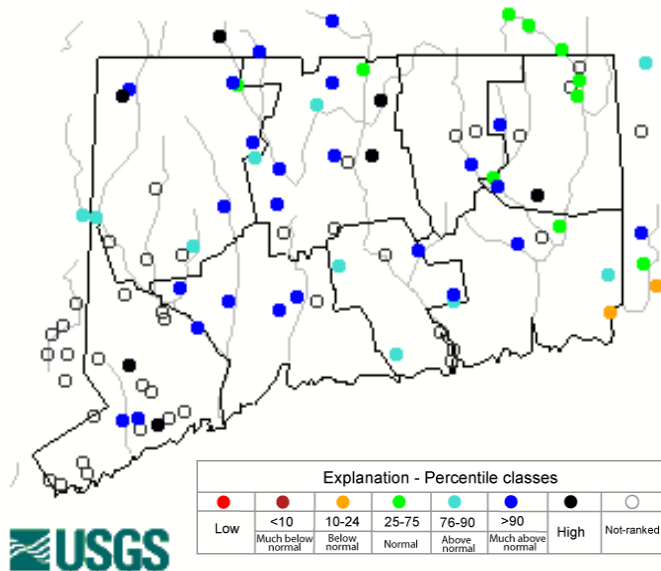 Explanation - Percentile classes
Low
<10
10-24
25-75
76-90
>90
High
Not-ranked
Much below normal
Below normal
Normal
Above normal
Much above normal
USGS